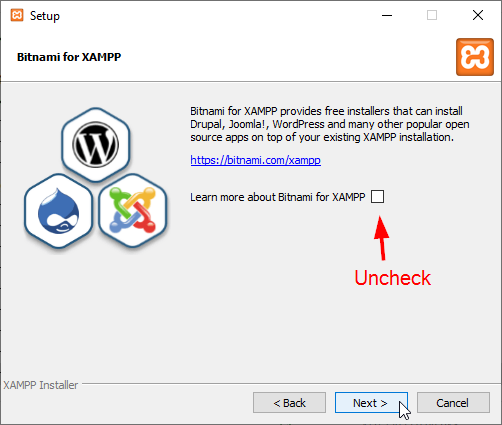 Setup
Bitnami for XAMPP
Bitnami for XAMPP provides free installers that can install
Drupal, Joomla!, WordPress and many other popular open
source apps on top of your existing XAMPP installation.
https://bitnami.com/xampp
Learn more about Bitnami for XAMPP
Uncheck
XAMPP Installer
< Back
Next >
Cancel